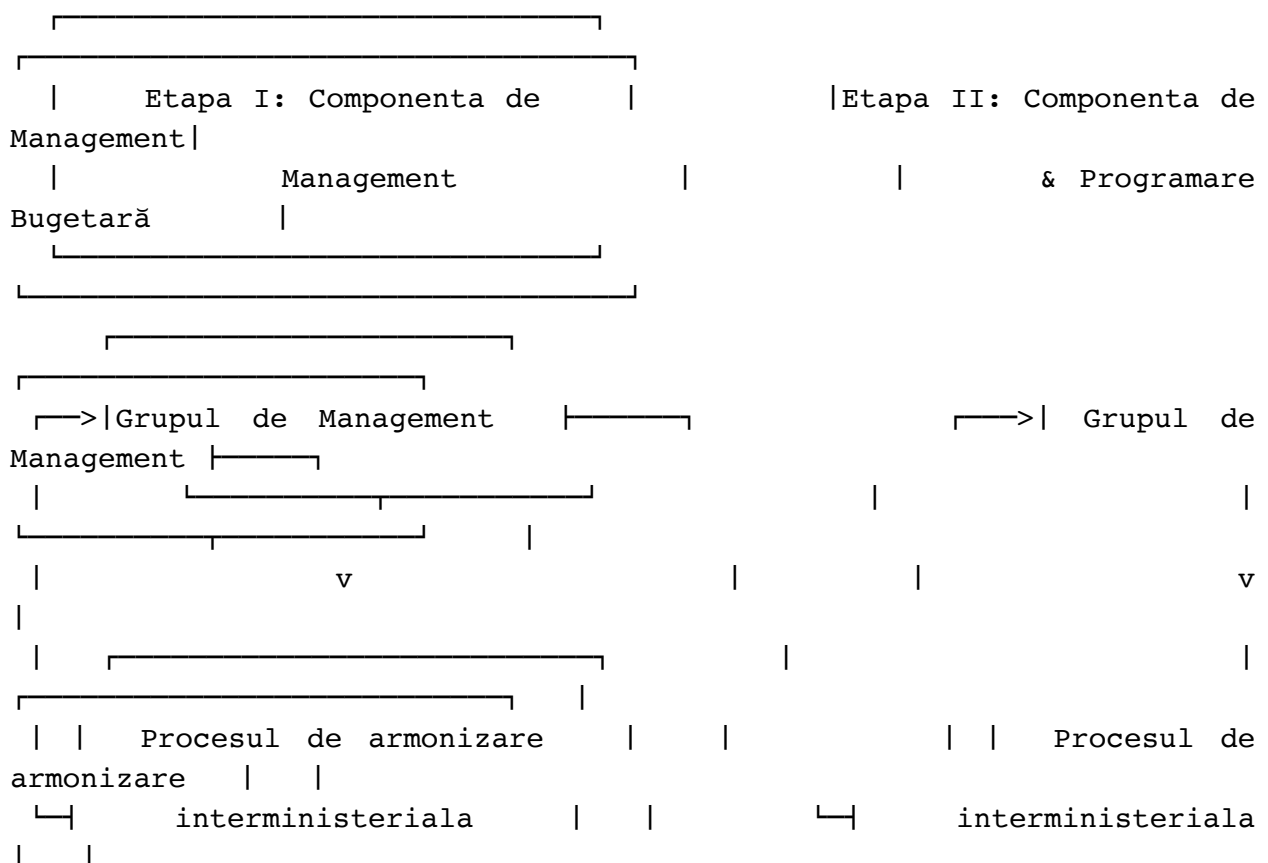 | Etapa I: Componenta de | |Etapa II: Componenta de
Management|
| Management | | & Programare
Bugetară |
┌──>|Grupul de Management ├──────┐ ┌───>| Grupul de
Management ├─────┐
| v | | v
|
| | Procesul de armonizare | | | | Procesul de
armonizare | |
└─┤ interministeriala | | └─┤ interministeriala
| |